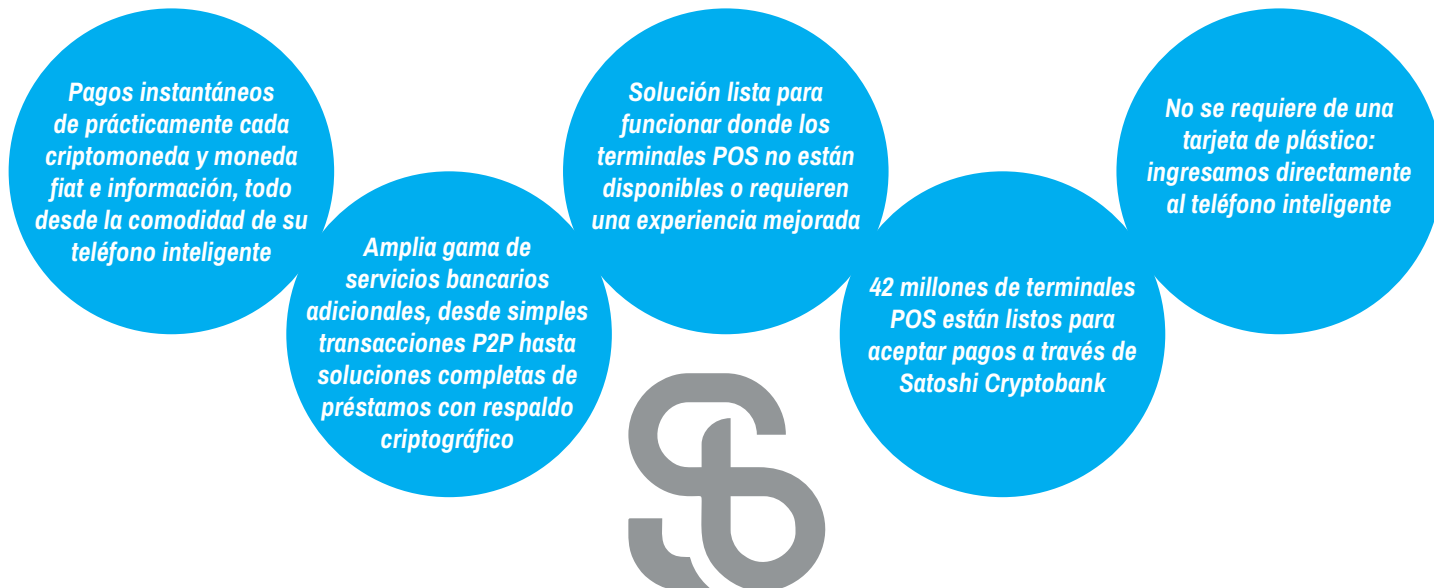 Pagos instantáneos
de prácticamente cada
criptomoneda y moneda
fiat e información, todo
desde la comodidad de su
teléfono inteligente
Amplia gama de
servicios bancarios
adicionales, desde simples
transacciones P2P hasta
soluciones completas de
préstamos con respaldo
criptográfico
Solución lista para
funcionar donde los
terminales POS no están
disponibles o requieren
una experiencia mejorada
42 millones de terminales
POS están listos para
aceptar pagos a través de
Satoshi Cryptobank
No se requiere de una
tarjeta de plástico:
ingresamos directamente
al teléfono inteligente